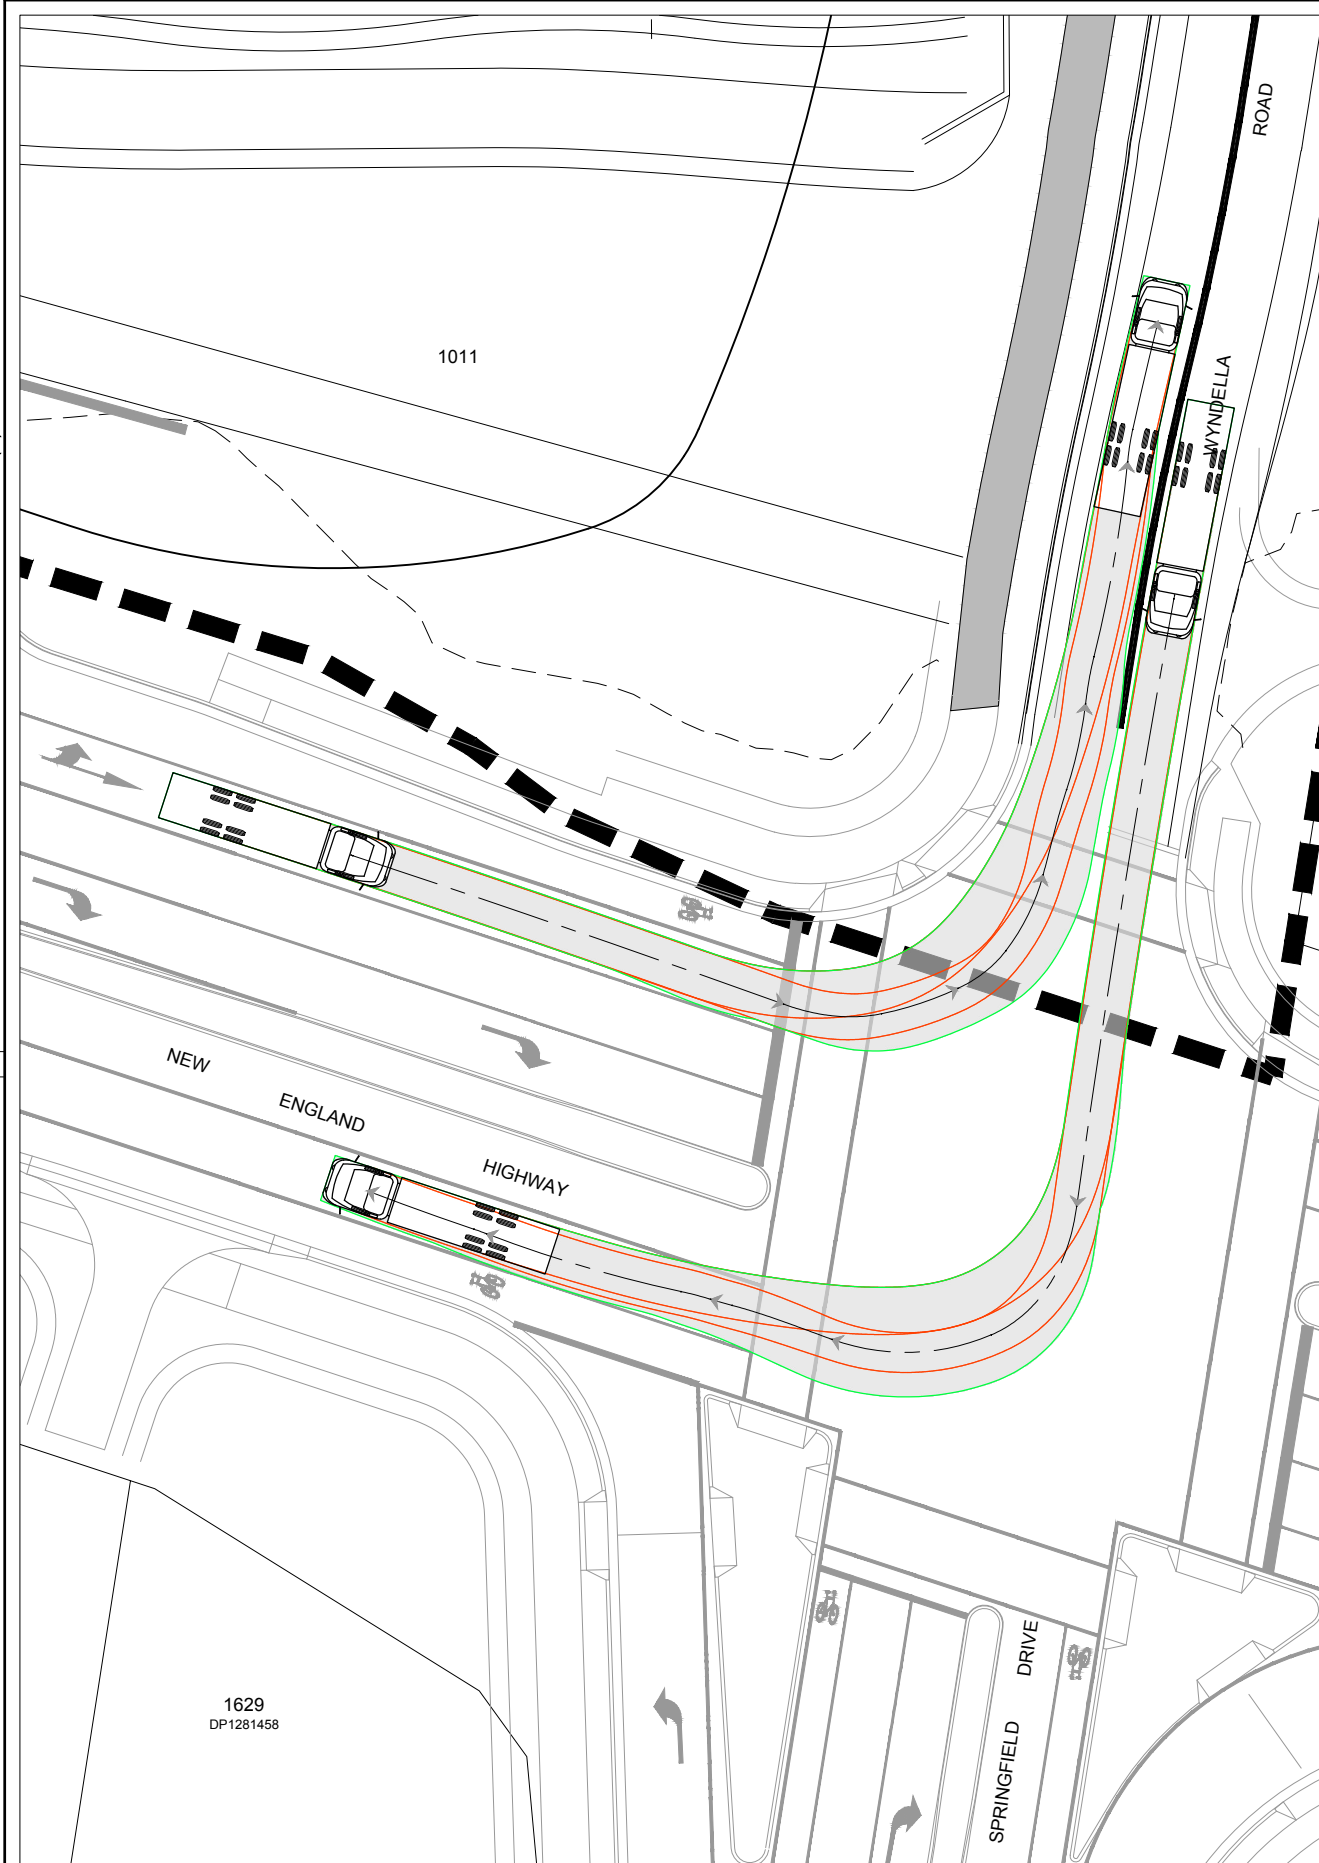 ROAD
1011
WYNDELLA
NEW
ENGLAND
HIGHWAY
DRIVE
1629
DP1281458
SPRINGFIELD